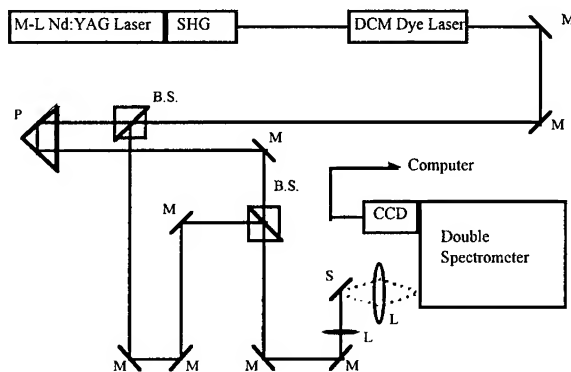 M-L Nd:YAG Laser
SHG
DCM Dye Laser
M
B.S.
P
M
M
B.S.
Computer
M
CCD
Double
Spectrometer
S
L
L
M
M
M
M